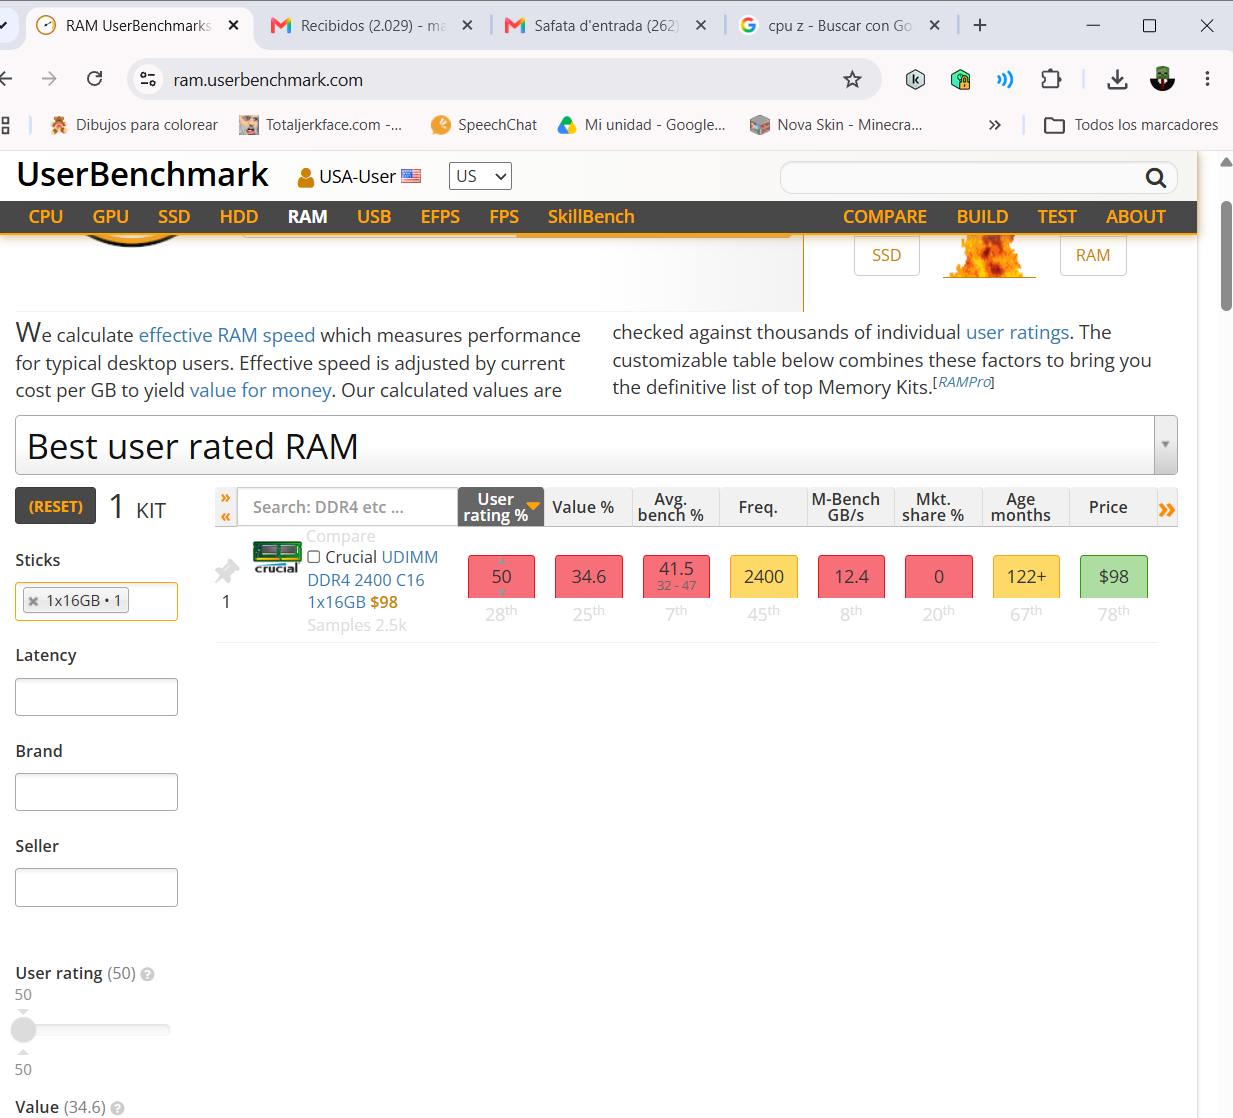 RAM UserBenchmarks
Recibidos (2.029) - ma
Safata d'entrada (262)
cpu z - Buscar con Go
ram.userbenchmark.com
Dibujos para colorear
Totaljerkface.com -...
SpeechChat
Mi unidad - Google...
Nova Skin - Minecra...
Todos los marcadores
UserBenchmark
USA-User
US
CPU GPU SSD HDD RAM USB EFPS FPS SkillBench COMPARE BUILD TEST ABOUT
SSD
RAM
We calculate effective RAM speed which measures performance
for typical desktop users. Effective speed is adjusted by current
cost per GB to yield value for money. Our calculated values are
checked against thousands of individual user ratings. The
customizable table below combines these factors to bring you
the definitive list of top Memory Kits.[RAMPro]
Best user rated RAM
(RESET)
1 KIT
Search: DDR4 etc ...
User
rating %
Value %
Avg.
bench %
Freq.
M-Bench
GB/s
Mkt.
share %
Age
months
Price
Sticks
1x16GB • 1
Latency
Brand
Seller
User rating (50)
50
50
Value (34.6)
1
Compare
crucial
Crucial UDIMM
DDR4 2400 C16
1x16GB $98
Samples 2.5k
50
28th
34.6
25th
41.5
32 - 47
7th
2400
45th
12.4
8th
0
20th
122+
67th
$98
78th